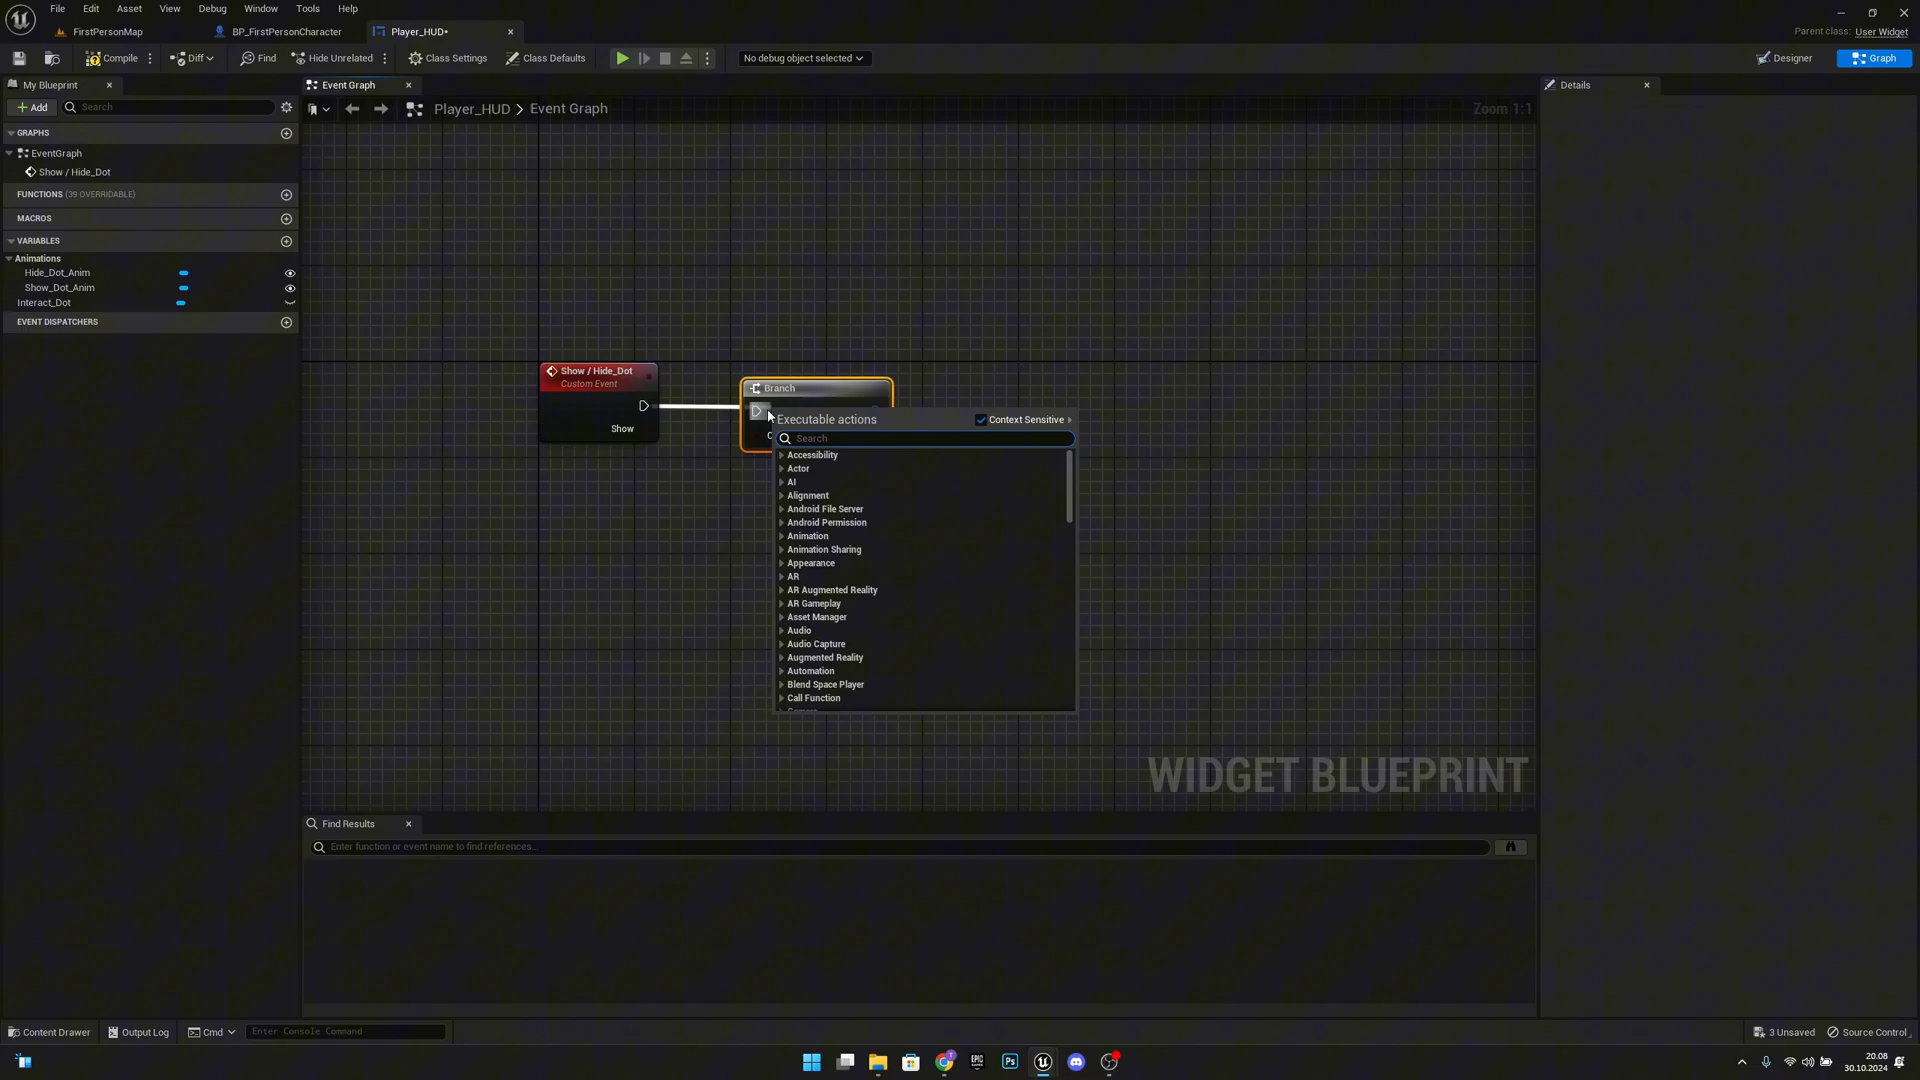 File Edit Asset View Debug Window Tools Help
FirstPersonMap BP_FirstPersonCharacter Player_HUD•
Parent class: User Widget
Compile Diff Find Hide Unrelated Class Settings Class Defaults No debug object selected Designer Graph
My Blueprint
Event Graph
Details
Add Search
Player_HUD > Event Graph
Zoom 1:1
GRAPHS
EventGraph
Show / Hide_Dot
FUNCTIONS (39 OVERRIDABLE)
MACROS
VARIABLES
Animations
Hide_Dot_Anim
Show_Dot_Anim
Interact_Dot
EVENT DISPATCHERS
Show / Hide_Dot
Custom Event
Show
Branch
Executable actions Context Sensitive
Search
Accessibility
Actor
AI
Alignment
Android File Server
Android Permission
Animation
Animation Sharing
Appearance
AR
AR Augmented Reality
AR Gameplay
Asset Manager
Audio
Audio Capture
Augmented Reality
Automation
Blend Space Player
Call Function
WIDGET BLUEPRINT
Find Results
Enter function or event name to find references...
Content Drawer Output Log Cmd Enter Console Command 3 Unsaved Source Control
Ps
EPIC GAMES
20.08
30.10.2024